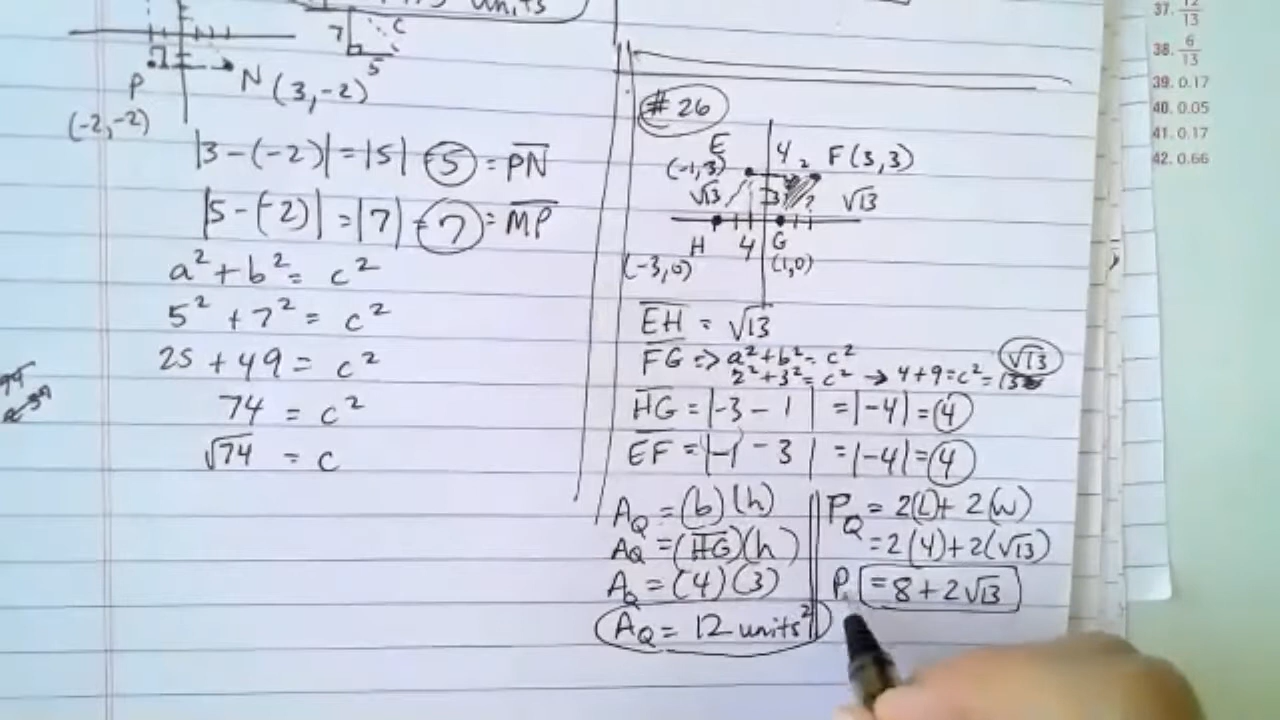 units
7
C
5
P
N (3,-2)
(-2,-2)
|3-(-2)| = |5| = 5 = PN
|5-(-2)| = |7| = 7 = MP
a² + b² = c²
5² + 7² = c²
25 + 49 = c²
74 = c²
√74 = c
# 26
E 4 2 F (3,3)
(-1,3)
√13 3 ? √13
H 4 G
(-3,0) (1,0)
EH = √13
FG => a² + b² = c² √13
2² + 3² = c² → 4+9 = c² = 13
HG = |-3 - 1| = |-4| = 4
EF = |-1 - 3| = |-4| = 4
A_Q = (b)(h)
A_Q = (HG)(h)
A_Q = (4)(3)
A_Q = 12 units²
P_Q = 2(L) + 2(W)
= 2(4) + 2(√13)
P = 8 + 2√13
37. 12/13
38. 6/13
39. 0.17
40. 0.05
41. 0.17
42. 0.66